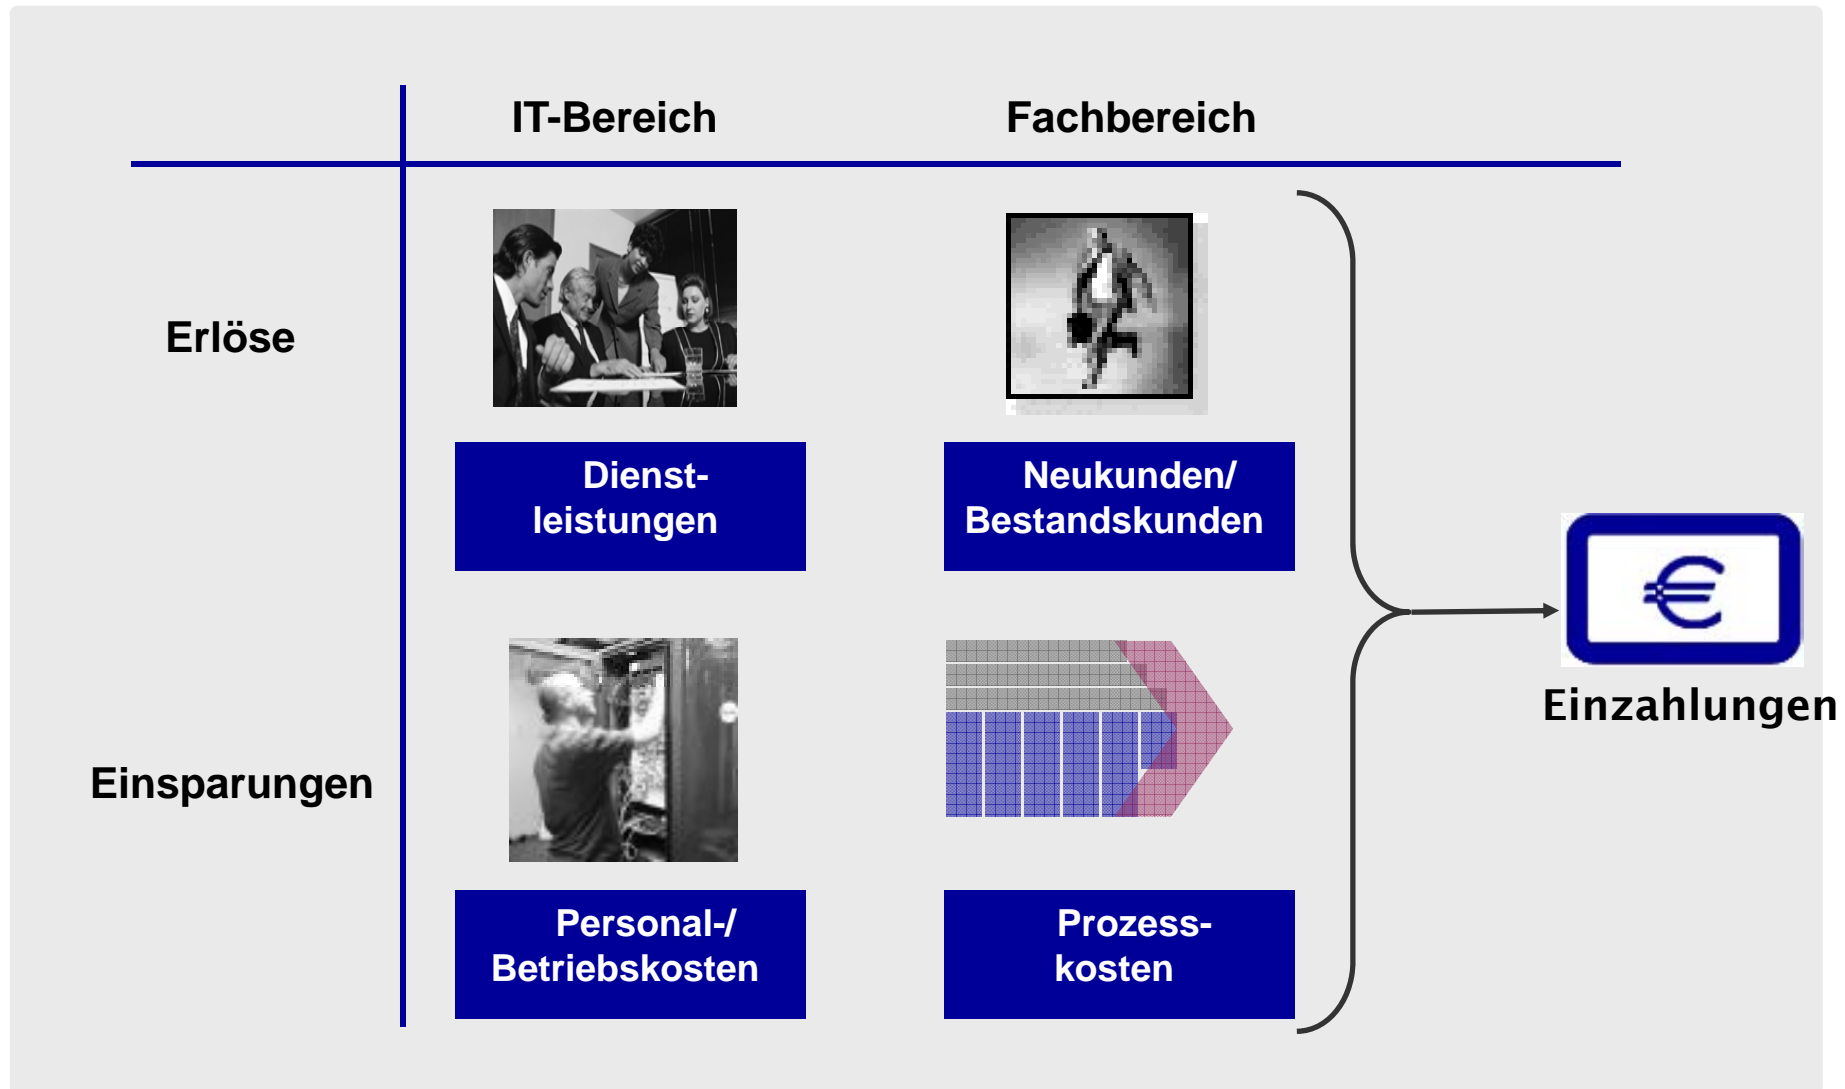 IT-Bereich
Fachbereich
Erlöse
Dienst-
leistungen
Neukunden/
Bestandskunden
€
Einzahlungen
Einsparungen
Personal-/
Betriebskosten
Prozess-
kosten